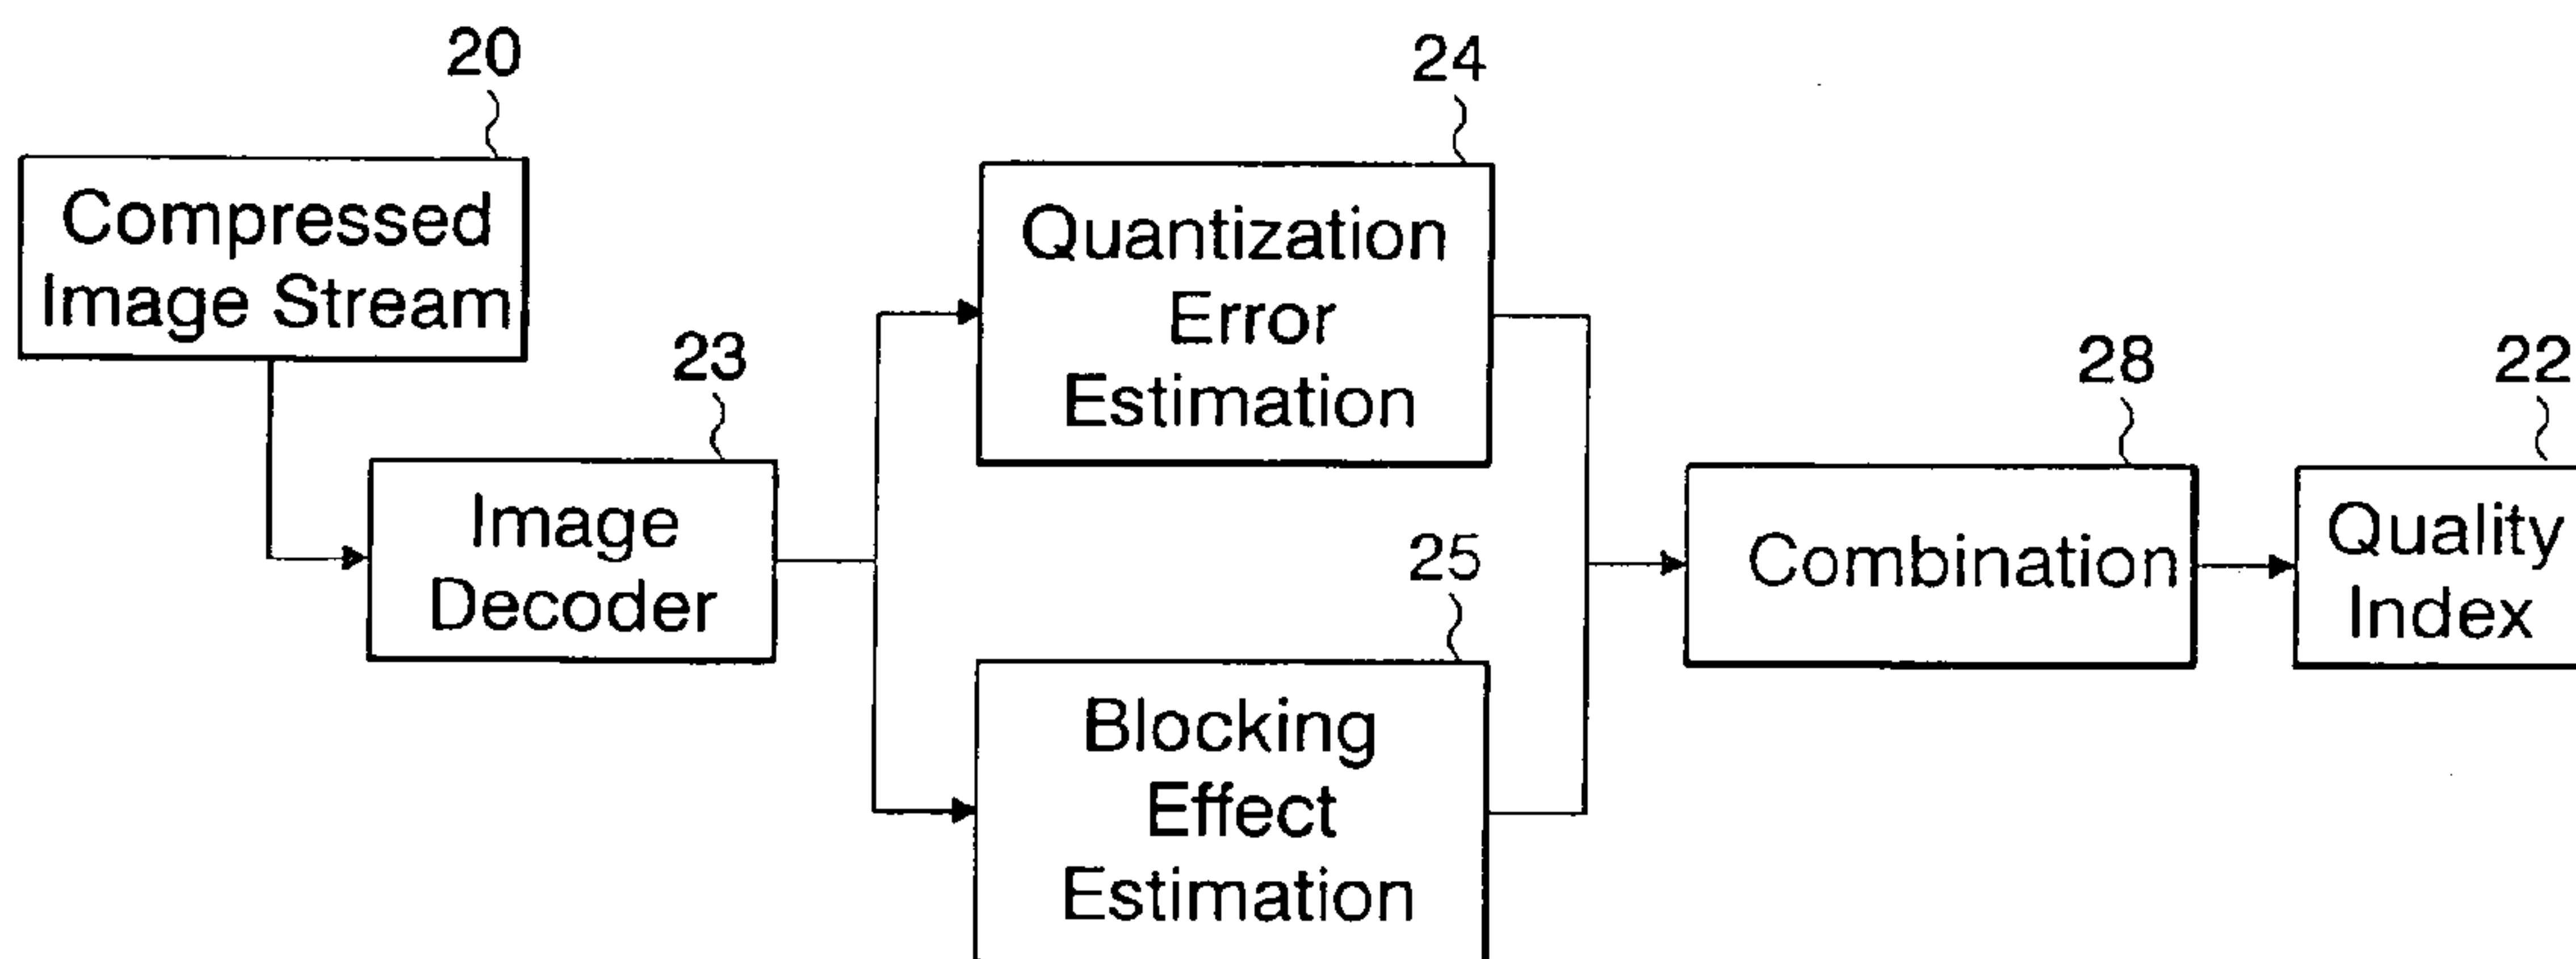 20
Compressed
Image Stream
23
Image
Decoder
24
Quantization
Error
Estimation
25
Blocking
Effect
Estimation
28
Combination
22
Quality
Index